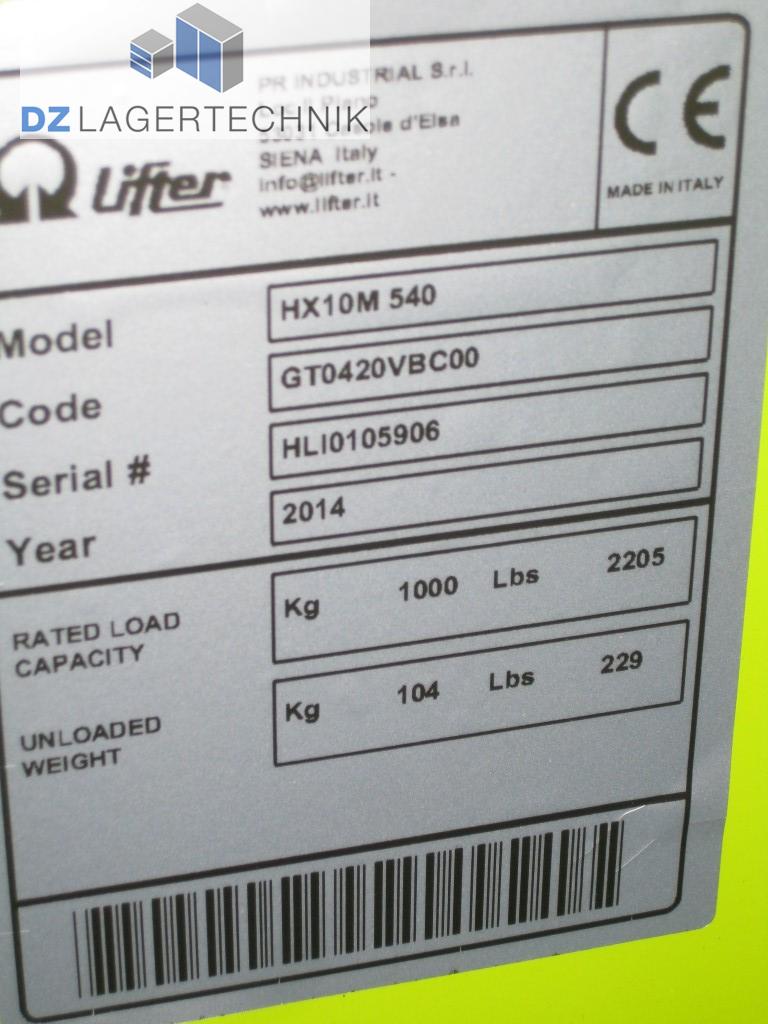 DZ LAGERTECHNIK
Lifter
PR INDUSTRIAL S.r.l.
d'Elsa
SIENA Italy
info@lifter.it -
www.lifter.it
CE
MADE IN ITALY
Model HX10M 540
Code GT0420VBC00
Serial # HLI0105906
Year 2014
RATED LOAD CAPACITY Kg 1000 Lbs 2205
UNLOADED WEIGHT Kg 104 Lbs 229